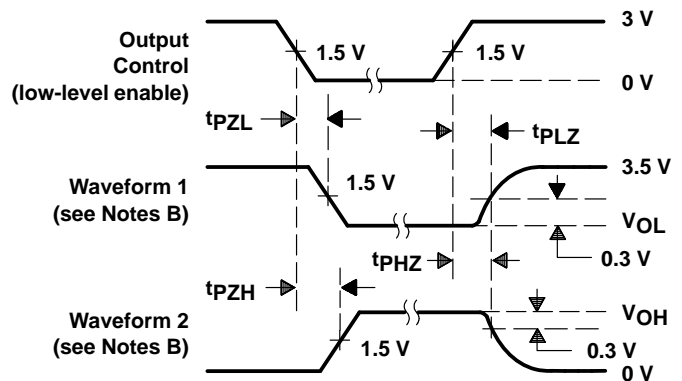 3 V
Output
Control
(low-level enable)
1.5 V
1.5 V
0 V
tPZL
tPLZ
Waveform 1
(see Notes B)
1.5 V
3.5 V
VOL
0.3 V
tPHZ
tPZH
Waveform 2
(see Notes B)
1.5 V
VOH
0.3 V
0 V